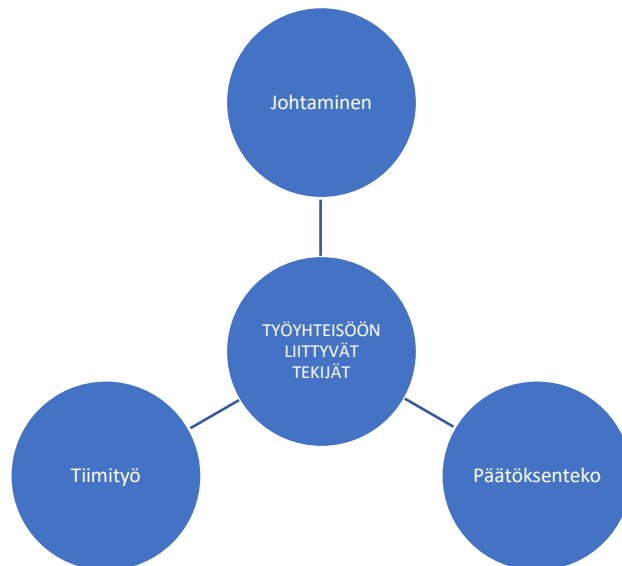 Johtaminen
TYÖYHTEISÖÖN
LIITTYVÄT
TEKIJÄT
Tiimityö
Päätöksenteko